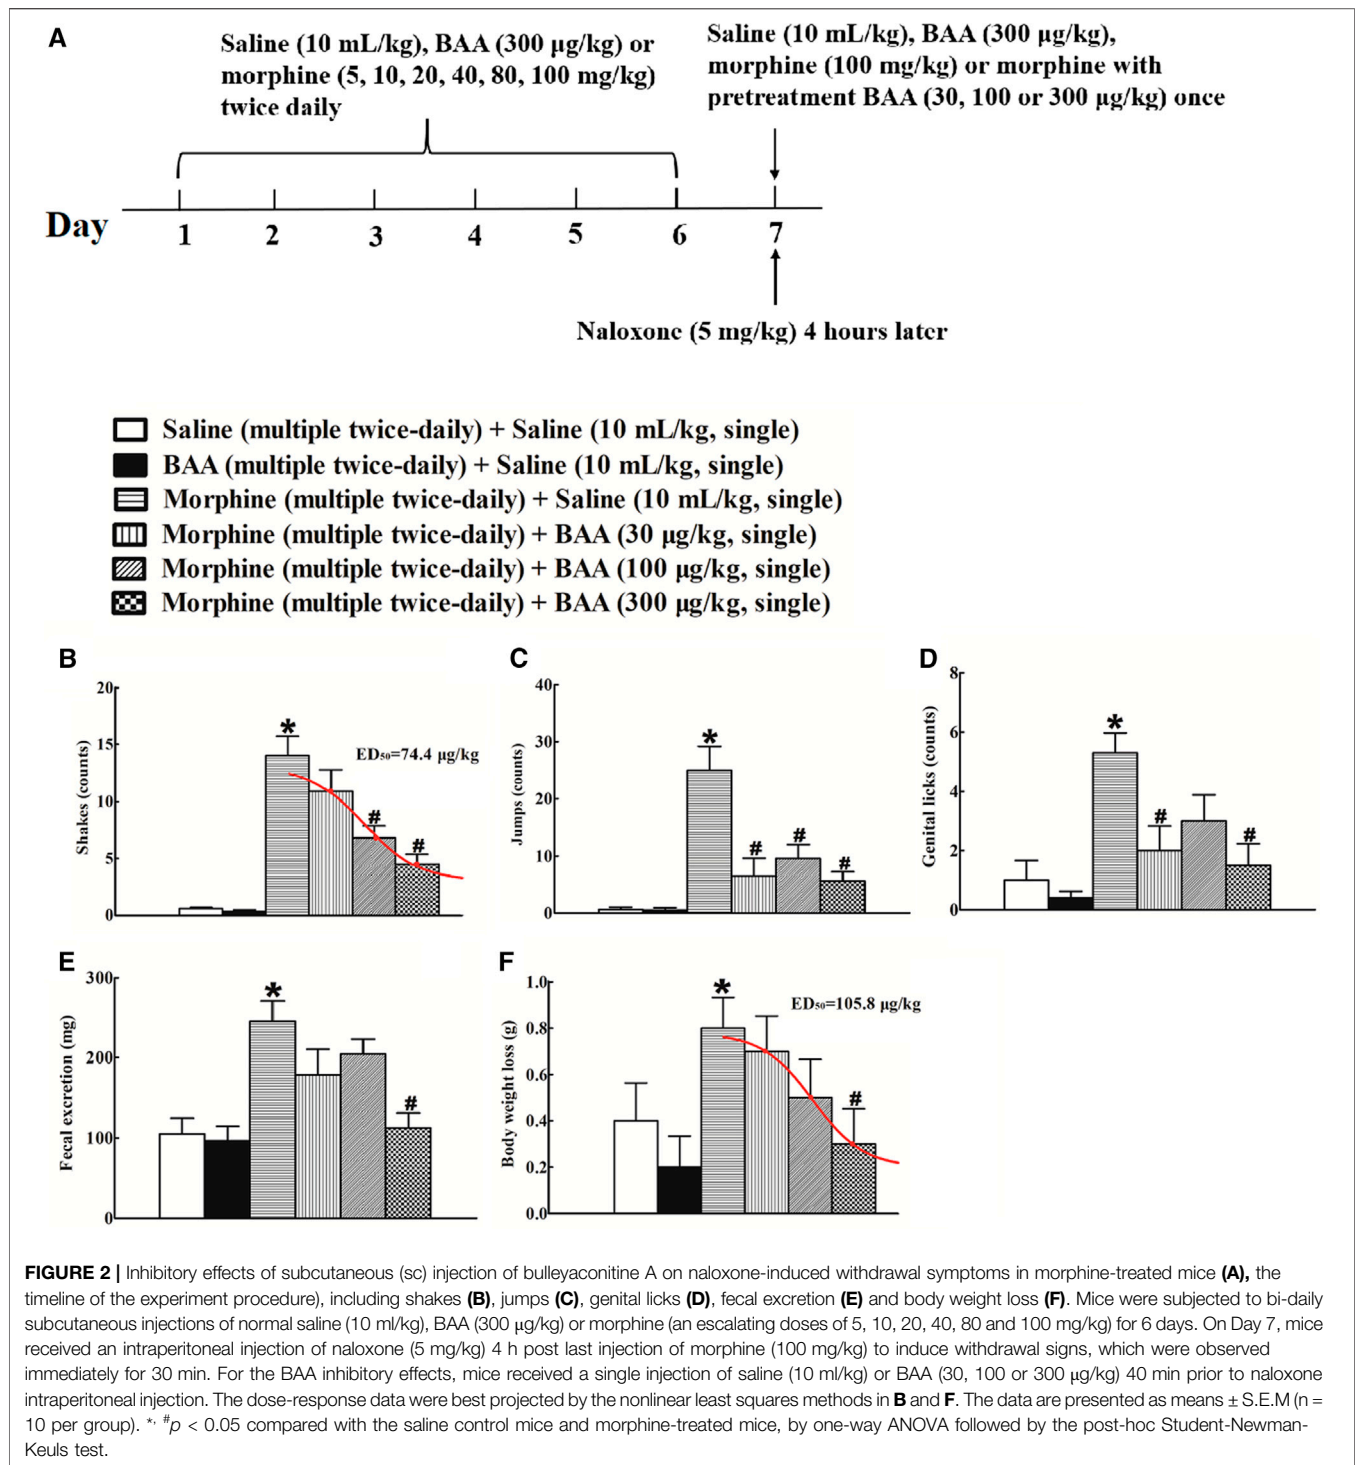 A
Saline (10 mL/kg), BAA (300 μg/kg) or
morphine (5, 10, 20, 40, 80, 100 mg/kg)
twice daily
Saline (10 mL/kg), BAA (300 μg/kg),
morphine (100 mg/kg) or morphine with
pretreatment BAA (30, 100 or 300 μg/kg) once
Day
1 2 3 4 5 6 7
Naloxone (5 mg/kg) 4 hours later
Saline (multiple twice-daily) + Saline (10 mL/kg, single)
BAA (multiple twice-daily) + Saline (10 mL/kg, single)
Morphine (multiple twice-daily) + Saline (10 mL/kg, single)
Morphine (multiple twice-daily) + BAA (30 μg/kg, single)
Morphine (multiple twice-daily) + BAA (100 μg/kg, single)
Morphine (multiple twice-daily) + BAA (300 μg/kg, single)
B
Shakes (counts)
20
15
10
5
0
*
#
#
ED₅₀=74.4 μg/kg
C
Jumps (counts)
40
30
20
10
0
*
#
#
#
D
Genital licks (counts)
8
6
4
2
0
*
#
#
E
Fecal excretion (mg)
300
200
100
0
*
#
F
Body weight loss (g)
1.0
0.8
0.6
0.4
0.2
0.0
*
#
ED₅₀=105.8 μg/kg
FIGURE 2 | Inhibitory effects of subcutaneous (sc) injection of bulleyaconitine A on naloxone-induced withdrawal symptoms in morphine-treated mice (A), the
timeline of the experiment procedure), including shakes (B), jumps (C), genital licks (D), fecal excretion (E) and body weight loss (F). Mice were subjected to bi-daily
subcutaneous injections of normal saline (10 ml/kg), BAA (300 μg/kg) or morphine (an escalating doses of 5, 10, 20, 40, 80 and 100 mg/kg) for 6 days. On Day 7, mice
received an intraperitoneal injection of naloxone (5 mg/kg) 4 h post last injection of morphine (100 mg/kg) to induce withdrawal signs, which were observed
immediately for 30 min. For the BAA inhibitory effects, mice received a single injection of saline (10 ml/kg) or BAA (30, 100 or 300 μg/kg) 40 min prior to naloxone
intraperitoneal injection. The dose-response data were best projected by the nonlinear least squares methods in B and F. The data are presented as means ± S.E.M (n =
10 per group). *, #p < 0.05 compared with the saline control mice and morphine-treated mice, by one-way ANOVA followed by the post-hoc Student-Newman-
Keuls test.